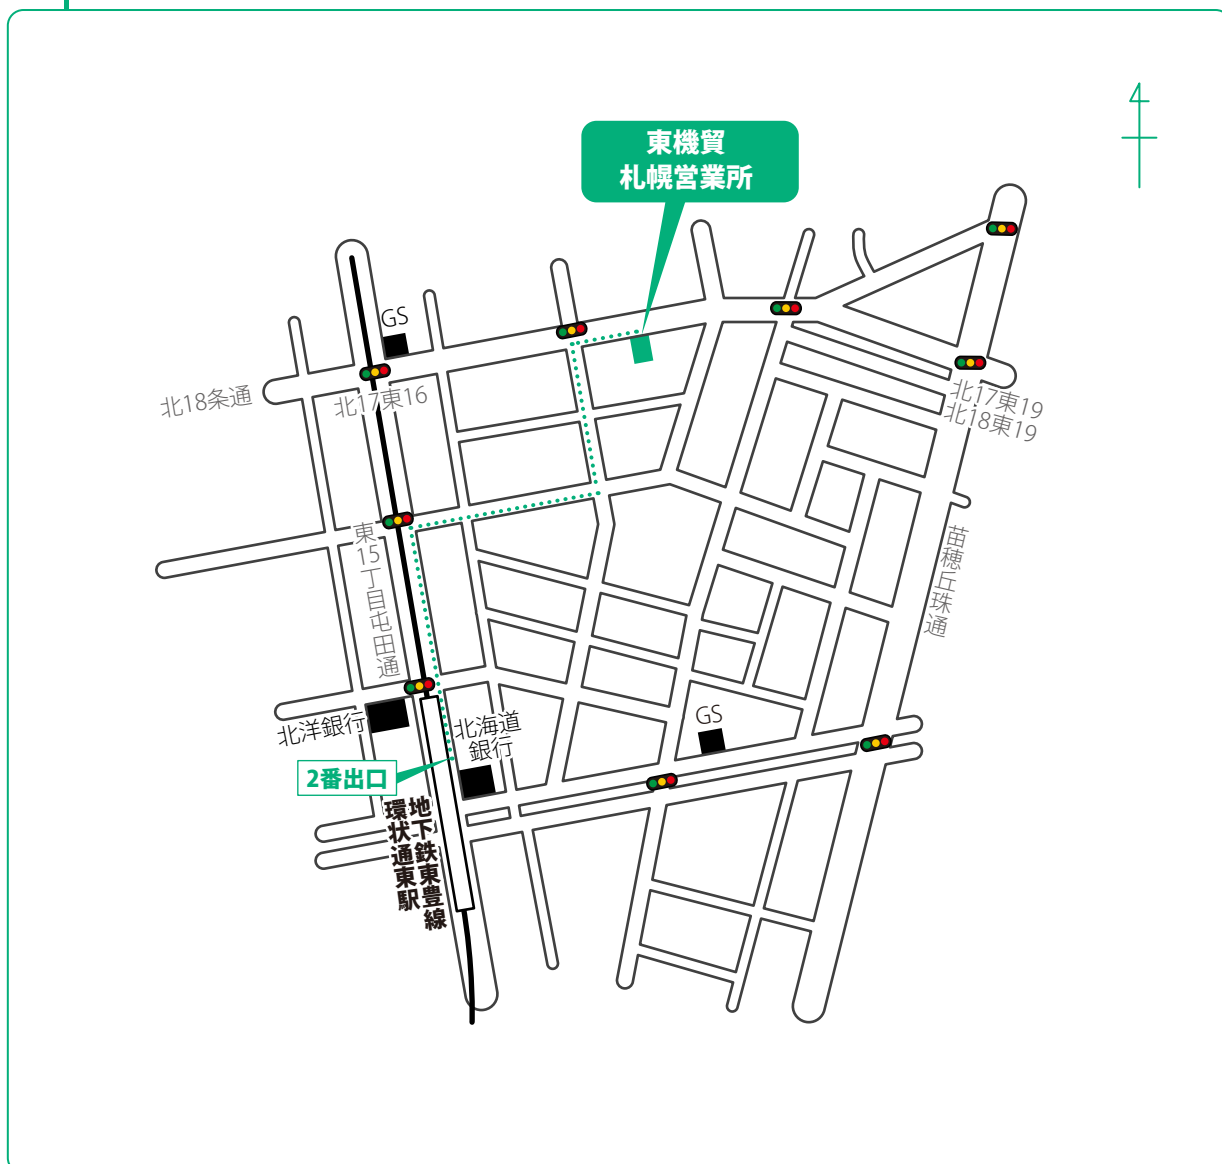 東機貿
札幌営業所
GS
北18条通
北17東16
北17東19
北18東19
東15丁目屯田通
苗穂丘珠通
北洋銀行
北海道
銀行
GS
2番出口
地下鉄東豊線
環状通東駅